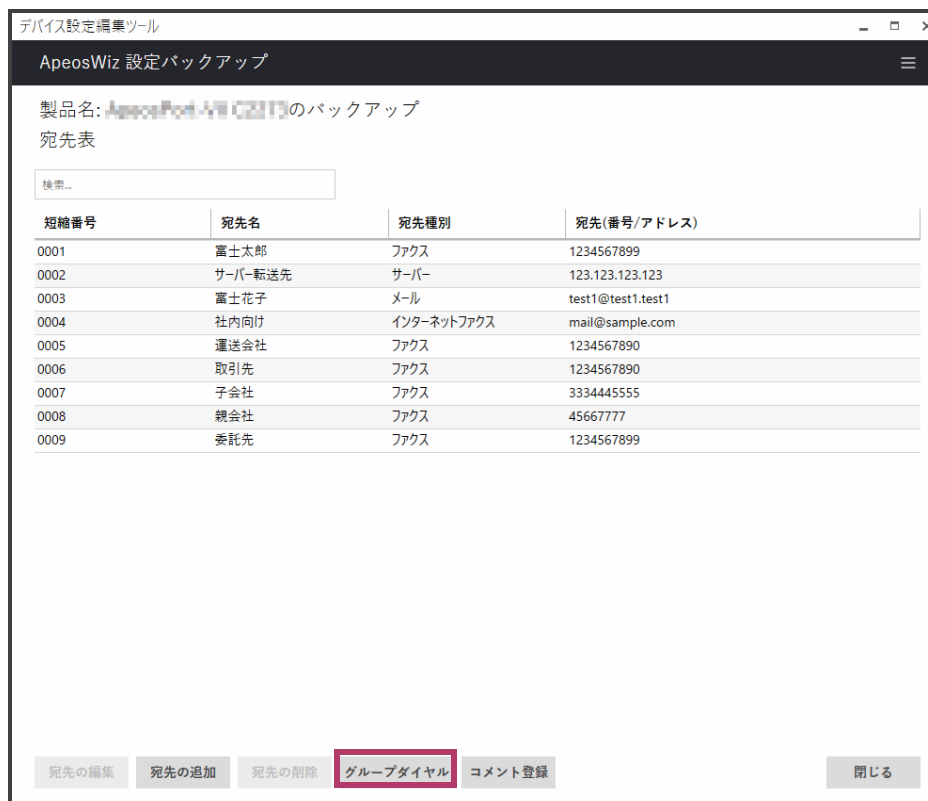 デバイス設定編集ツール
ApeosWiz 設定バックアップ
製品名: のバックアップ
宛先表
検索...
短縮番号 宛先名 宛先種別 宛先(番号/アドレス)
0001 富士太郎 ファクス 1234567899
0002 サーバー転送先 サーバー 123.123.123.123
0003 富士花子 メール test1@test1.test1
0004 社内向け インターネットファクス mail@sample.com
0005 運送会社 ファクス 1234567890
0006 取引先 ファクス 1234567890
0007 子会社 ファクス 3334445555
0008 親会社 ファクス 45667777
0009 委託先 ファクス 1234567899
宛先の編集 宛先の追加 宛先の削除 グループダイヤル コメント登録 閉じる